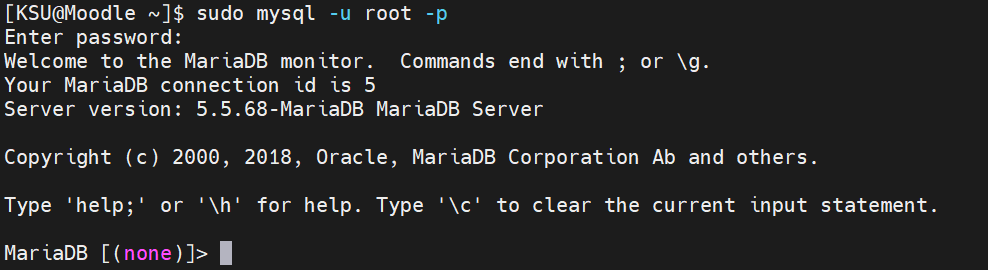 [KSU@Moodle ~]$ sudo mysql -u root -p
Enter password:
Welcome to the MariaDB monitor.  Commands end with ; or \g.
Your MariaDB connection id is 5
Server version: 5.5.68-MariaDB MariaDB Server
Copyright (c) 2000, 2018, Oracle, MariaDB Corporation Ab and others.
Type 'help;' or '\h' for help. Type '\c' to clear the current input statement.
MariaDB [(none)]>